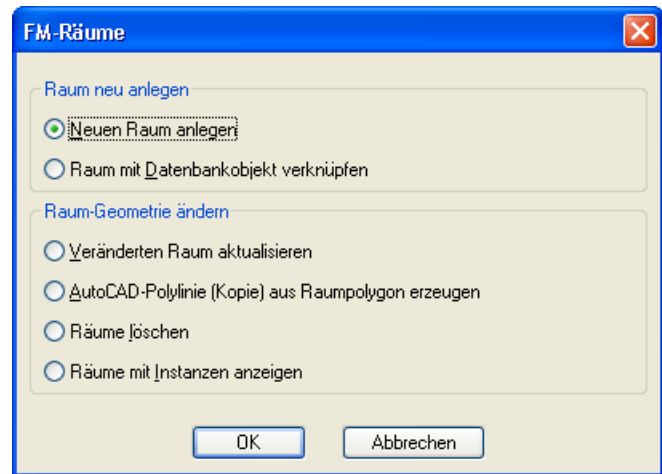 FM-Räume
Raum neu anlegen
Neuen Raum anlegen
Raum mit Datenbankobjekt verknüpfen
Raum-Geometrie ändern
Veränderten Raum aktualisieren
AutoCAD-Polylinie (Kopie) aus Raumpolygon erzeugen
Räume löschen
Räume mit Instanzen anzeigen
OK Abbrechen